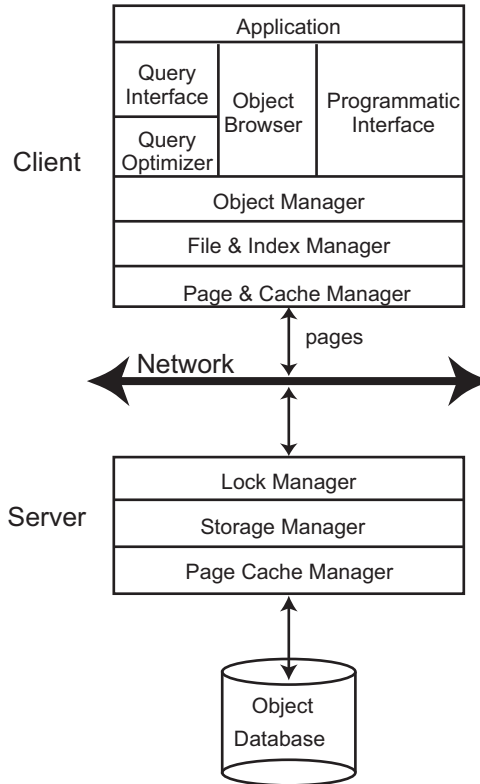 Application
Query
Interface
Object
Browser
Programmatic
Interface
Query
Optimizer
Client
Object Manager
File & Index Manager
Page & Cache Manager
pages
Network
Lock Manager
Server
Storage Manager
Page Cache Manager
Object
Database